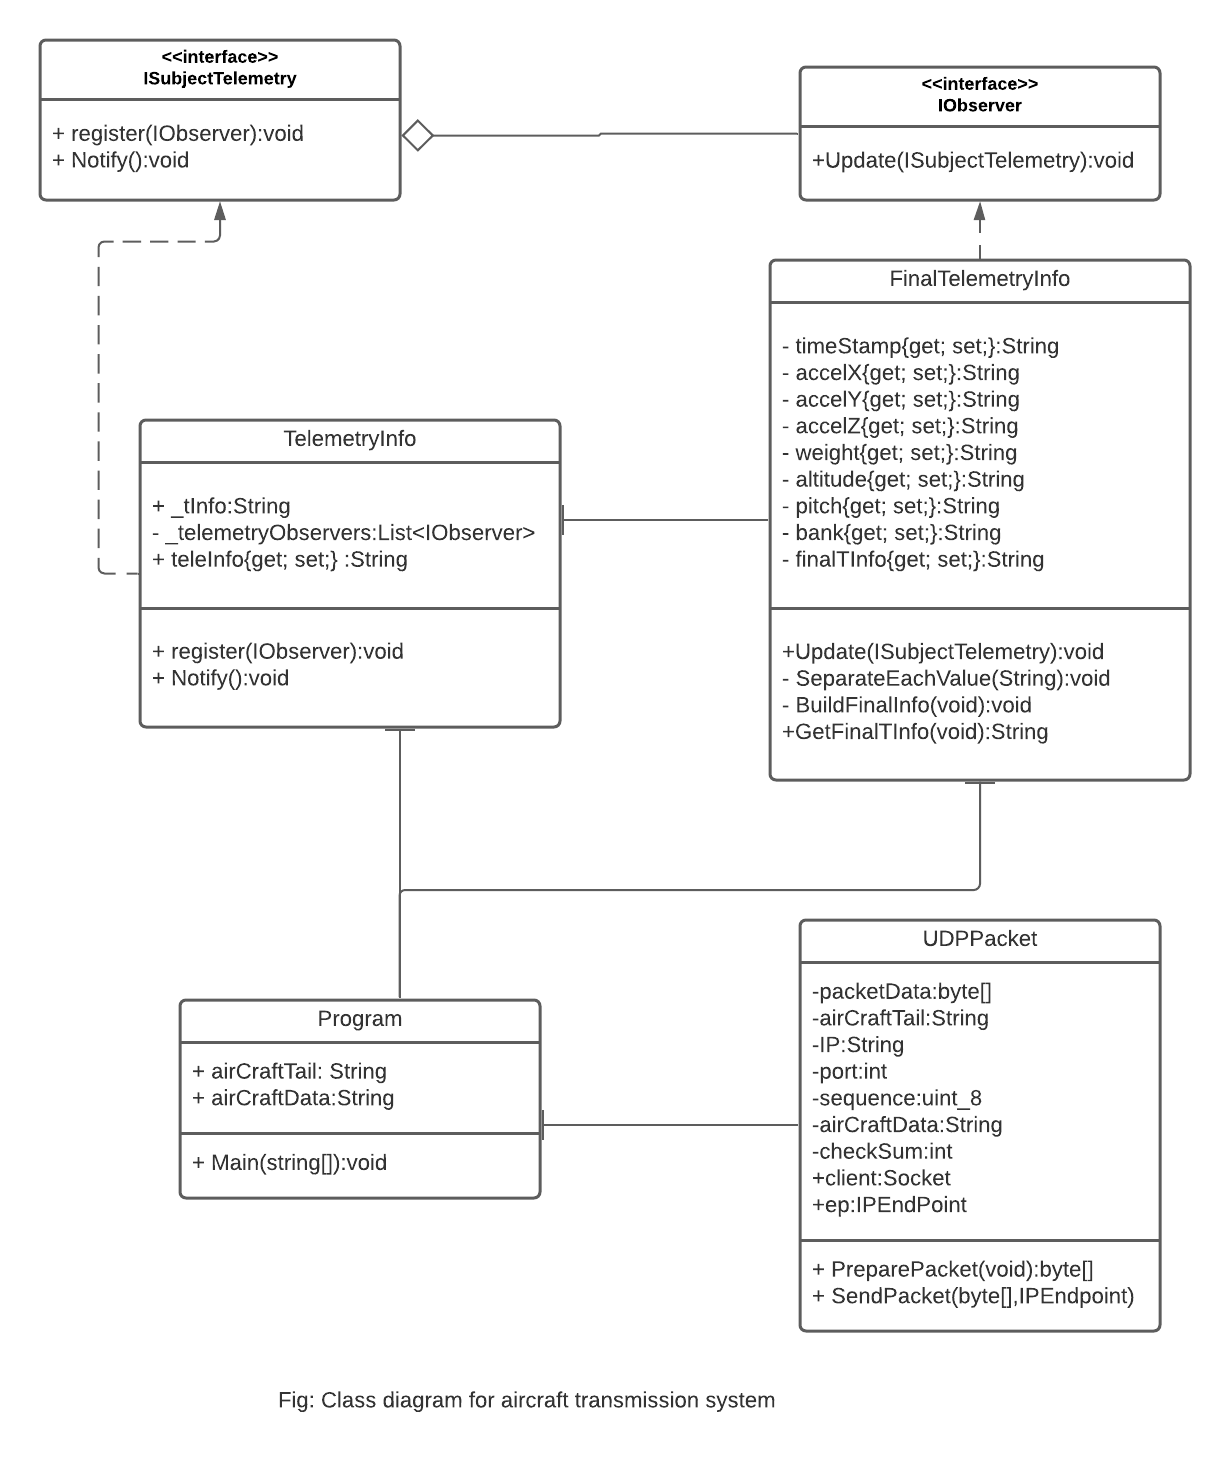 <<interface>>
ISubjectTelemetry
+ register(IObserver):void
+ Notify():void
<<interface>>
IObserver
+Update(ISubjectTelemetry):void
FinalTelemetryInfo
- timeStamp{get; set;}:String
- accelX{get; set;}:String
- accelY{get; set;}:String
- accelZ{get; set;}:String
- weight{get; set;}:String
- altitude{get; set;}:String
- pitch{get; set;}:String
- bank{get; set;}:String
- finalTInfo{get; set;}:String
+Update(ISubjectTelemetry):void
- SeparateEachValue(String):void
- BuildFinalInfo(void):void
+GetFinalTInfo(void):String
TelemetryInfo
+ _tInfo:String
- _telemetryObservers:List<IObserver>
+ teleInfo{get; set;} :String
+ register(IObserver):void
+ Notify():void
Program
+ airCraftTail: String
+ airCraftData:String
+ Main(string[]):void
UDPPacket
-packetData:byte[]
-airCraftTail:String
-IP:String
-port:int
-sequence:uint_8
-airCraftData:String
-checkSum:int
+client:Socket
+ep:IPEndPoint
+ PreparePacket(void):byte[]
+ SendPacket(byte[],IPEndpoint)
Fig: Class diagram for aircraft transmission system